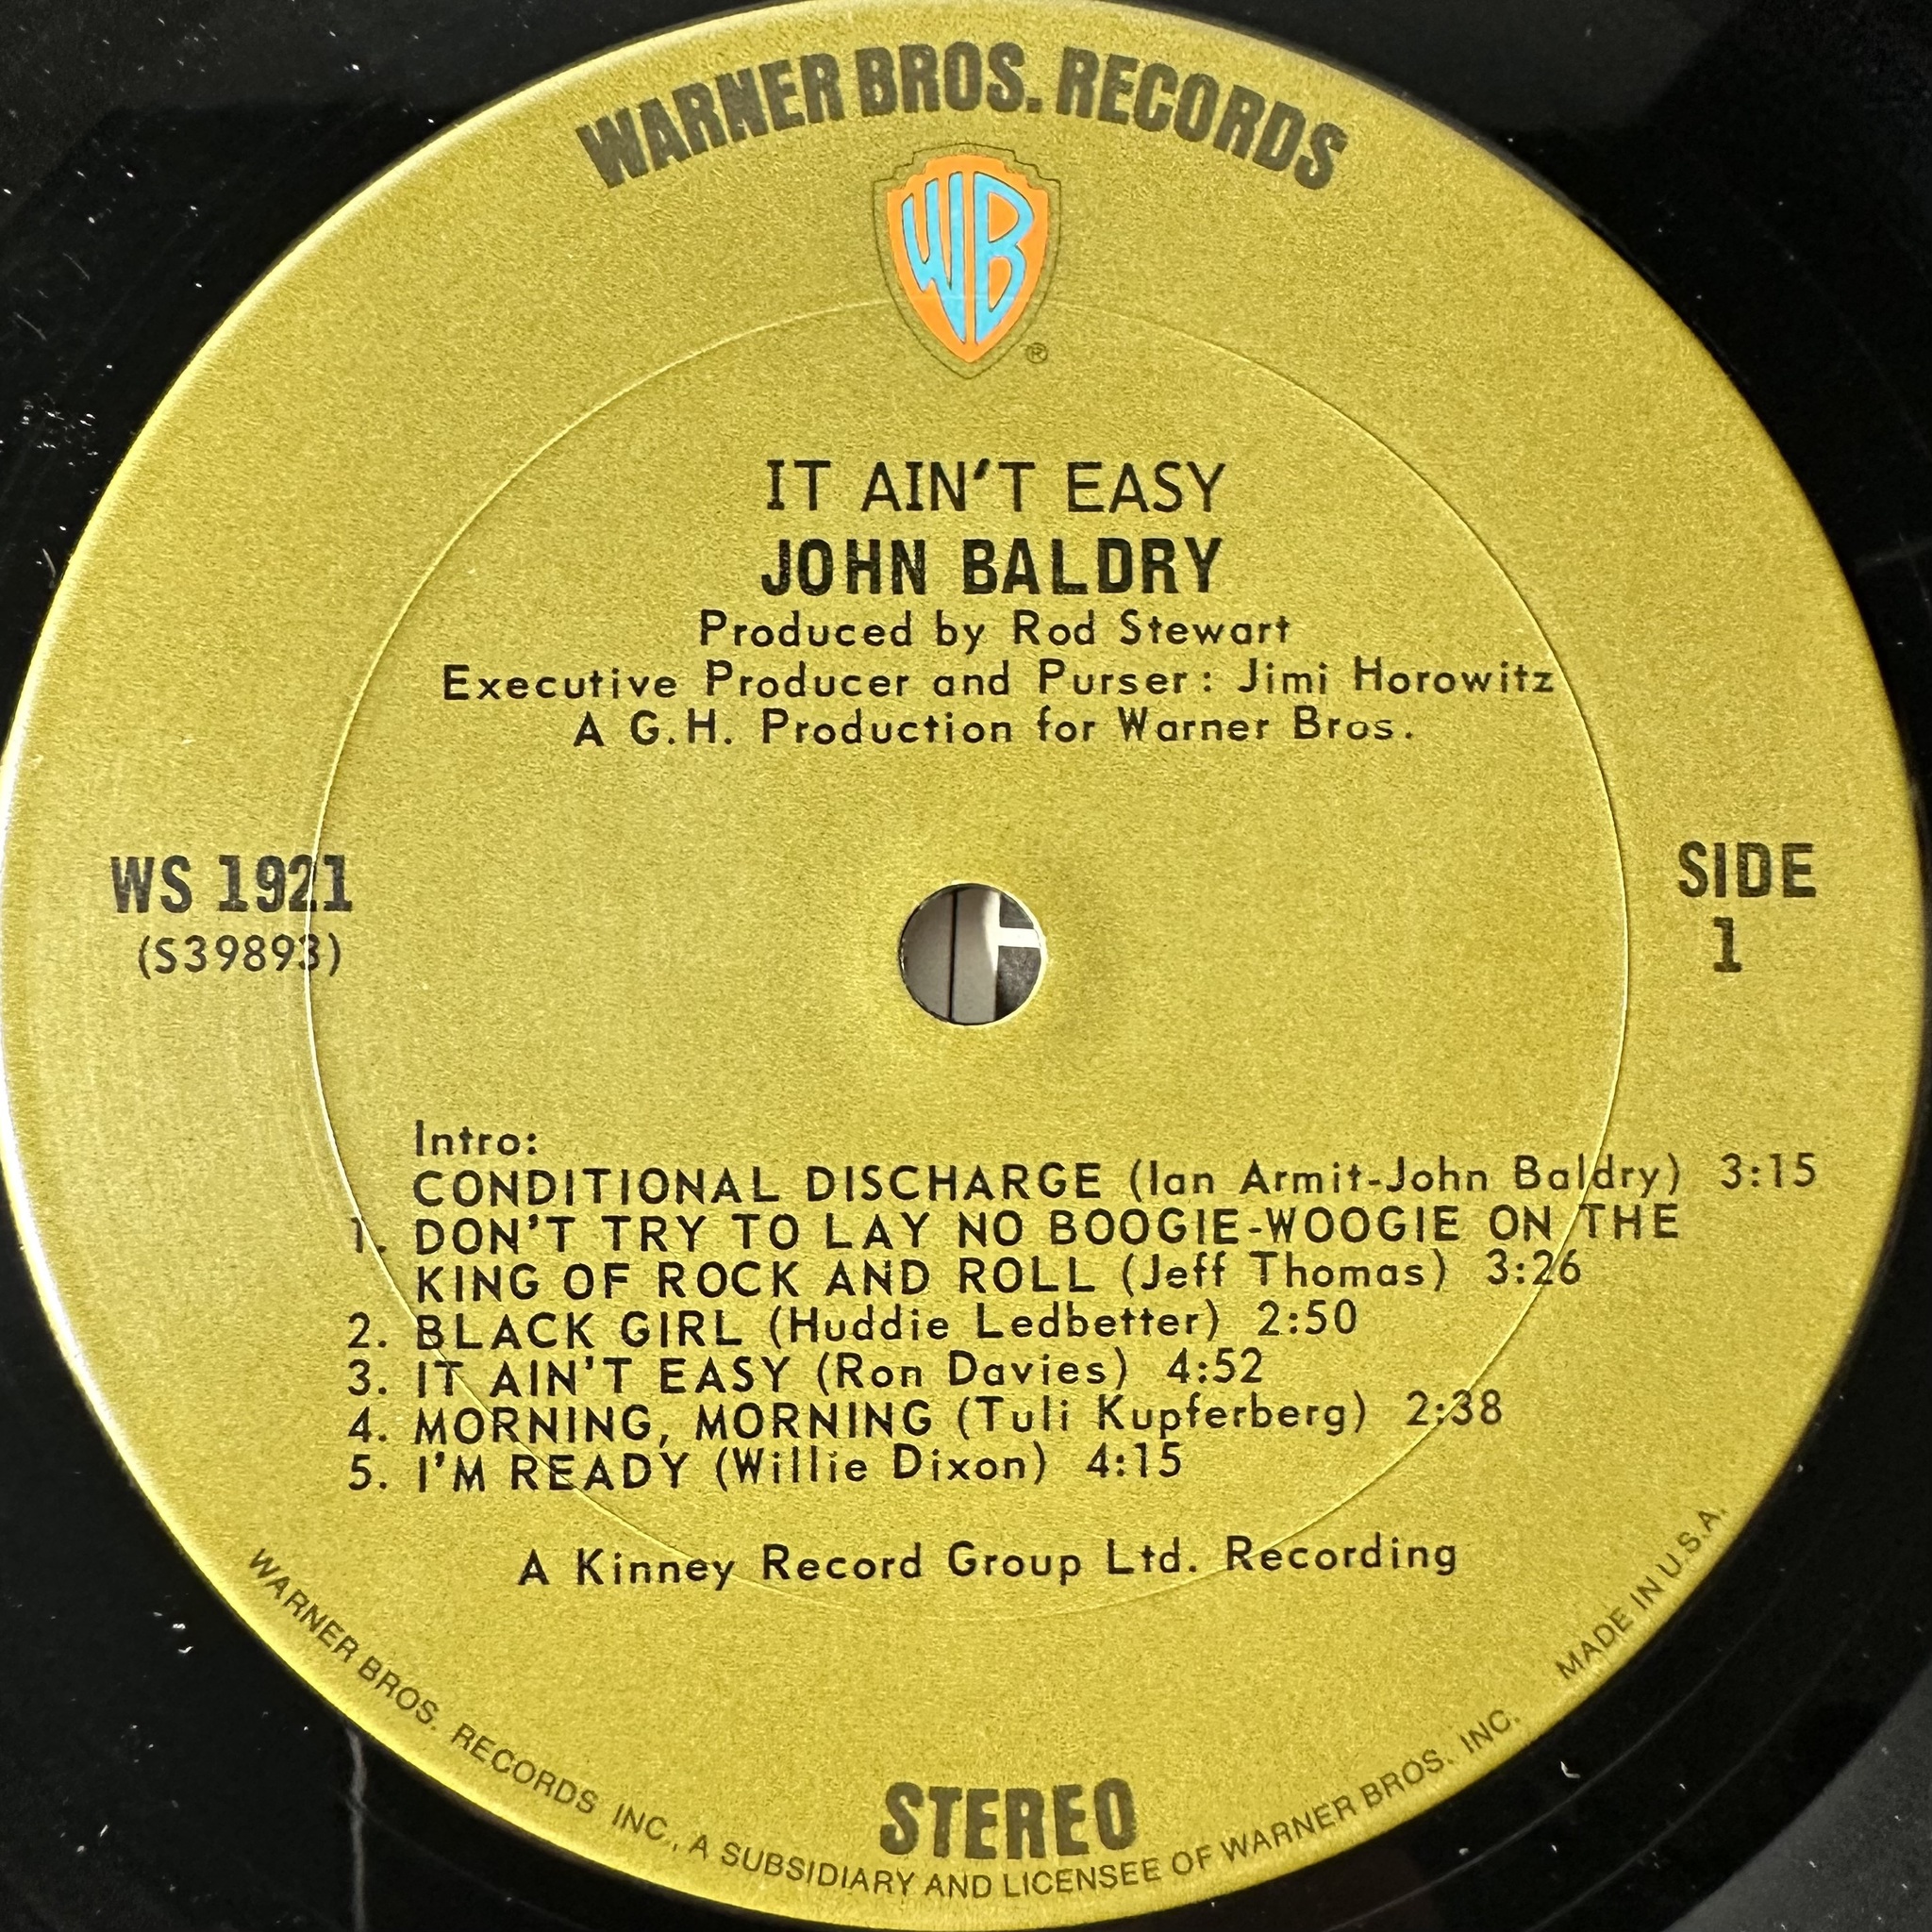 WARNER BROS. RECORDS
WB
®
IT AIN'T EASY
JOHN BALDRY
Produced by Rod Stewart
Executive Producer and Purser: Jimi Horowitz
A G.H. Production for Warner Bros.
WS 1921
(S39893)
SIDE
1
Intro:
CONDITIONAL DISCHARGE (Ian Armit-John Baldry) 3:15
1. DON'T TRY TO LAY NO BOOGIE-WOOGIE ON THE
KING OF ROCK AND ROLL (Jeff Thomas) 3:26
2. BLACK GIRL (Huddie Ledbetter) 2:50
3. IT AIN'T EASY (Ron Davies) 4:52
4. MORNING, MORNING (Tuli Kupferberg) 2:38
5. I'M READY (Willie Dixon) 4:15
A Kinney Record Group Ltd. Recording
STEREO
WARNER BROS. RECORDS INC., A SUBSIDIARY AND LICENSEE OF WARNER BROS. INC. MADE IN U.S.A.